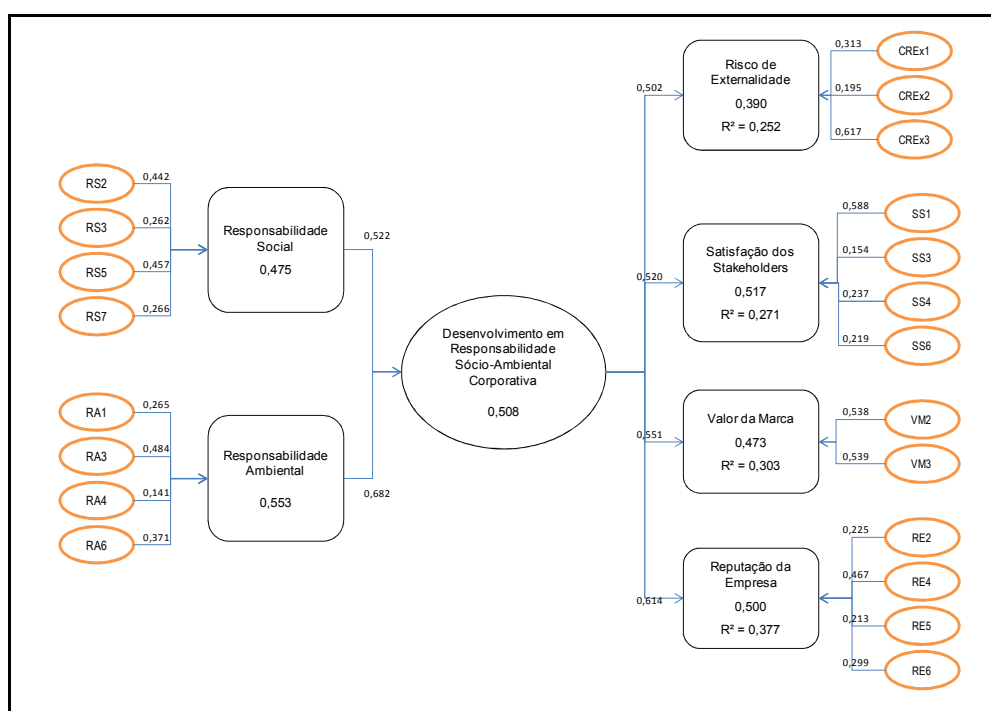 RS2
0,442
RS3
0,262
RS5
0,457
RS7
0,266
Responsabilidade
Social
0,475
0,522
RA1
0,265
RA3
0,484
RA4
0,141
RA6
0,371
Responsabilidade
Ambiental
0,553
0,682
Desenvolvimento em
Responsabilidade
Sócio-Ambiental
Corporativa
0,508
0,502
Risco de
Externalidade
0,390
R² = 0,252
0,313
CREx1
0,195
CREx2
0,617
CREx3
0,520
Satisfação dos
Stakeholders
0,517
R² = 0,271
0,588
SS1
0,154
SS3
0,237
SS4
0,219
SS6
0,551
Valor da Marca
0,473
R² = 0,303
0,538
VM2
0,539
VM3
0,614
Reputação da
Empresa
0,500
R² = 0,377
0,225
RE2
0,467
RE4
0,213
RE5
0,299
RE6